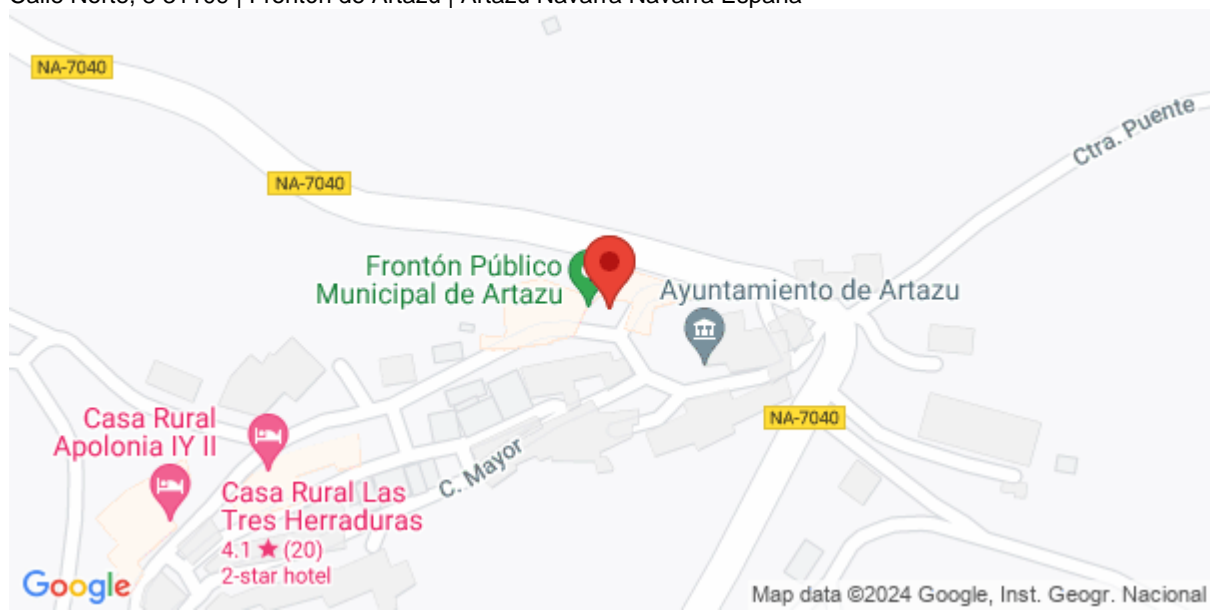 NA-7040
Ctra. Puente
NA-7040
Frontón Público
Municipal de Artazu
Ayuntamiento de Artazu
Casa Rural
Apolonia IY II
NA-7040
C. Mayor
Casa Rural Las
Tres Herraduras
4.1 ★ (20)
2-star hotel
Google
Map data ©2024 Google, Inst. Geogr. Nacional